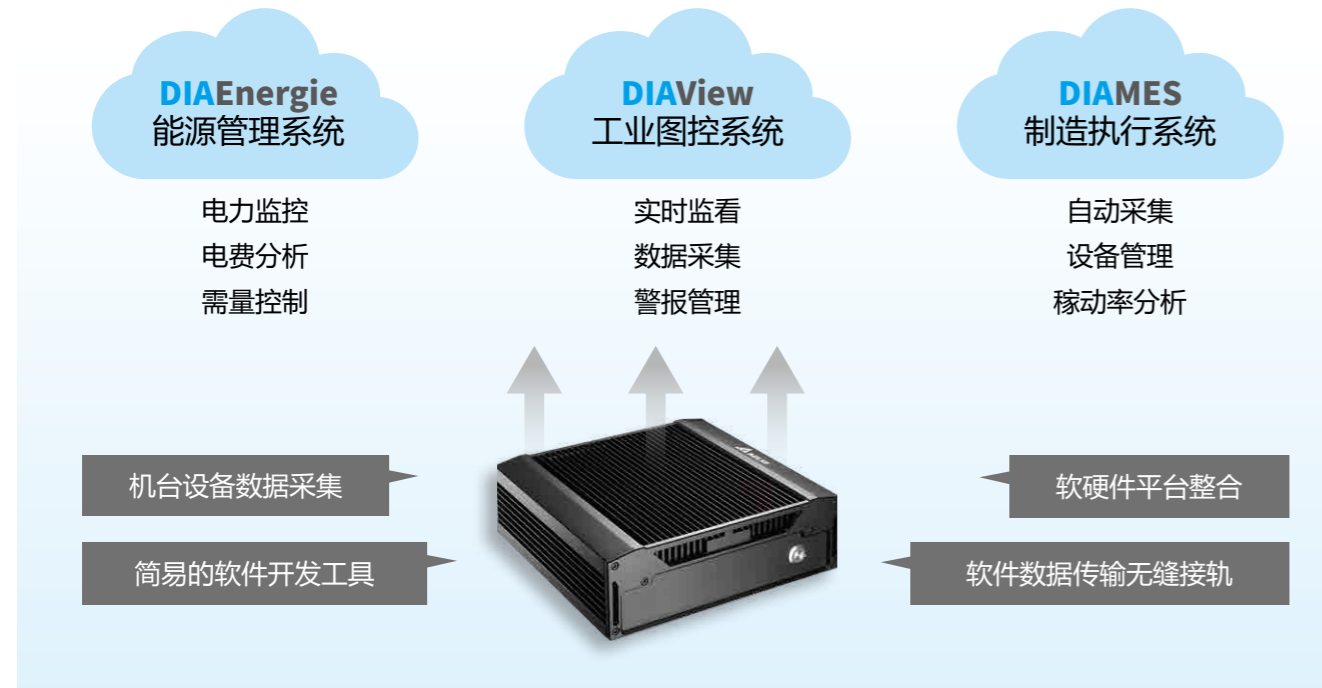 DIAEnergie
能源管理系统
电力监控
电费分析
需量控制
DIAView
工业图控系统
实时监看
数据采集
警报管理
DIAMES
制造执行系统
自动采集
设备管理
稼动率分析
机台设备数据采集
简易的软件开发工具
软硬件平台整合
软件数据传输无缝接轨